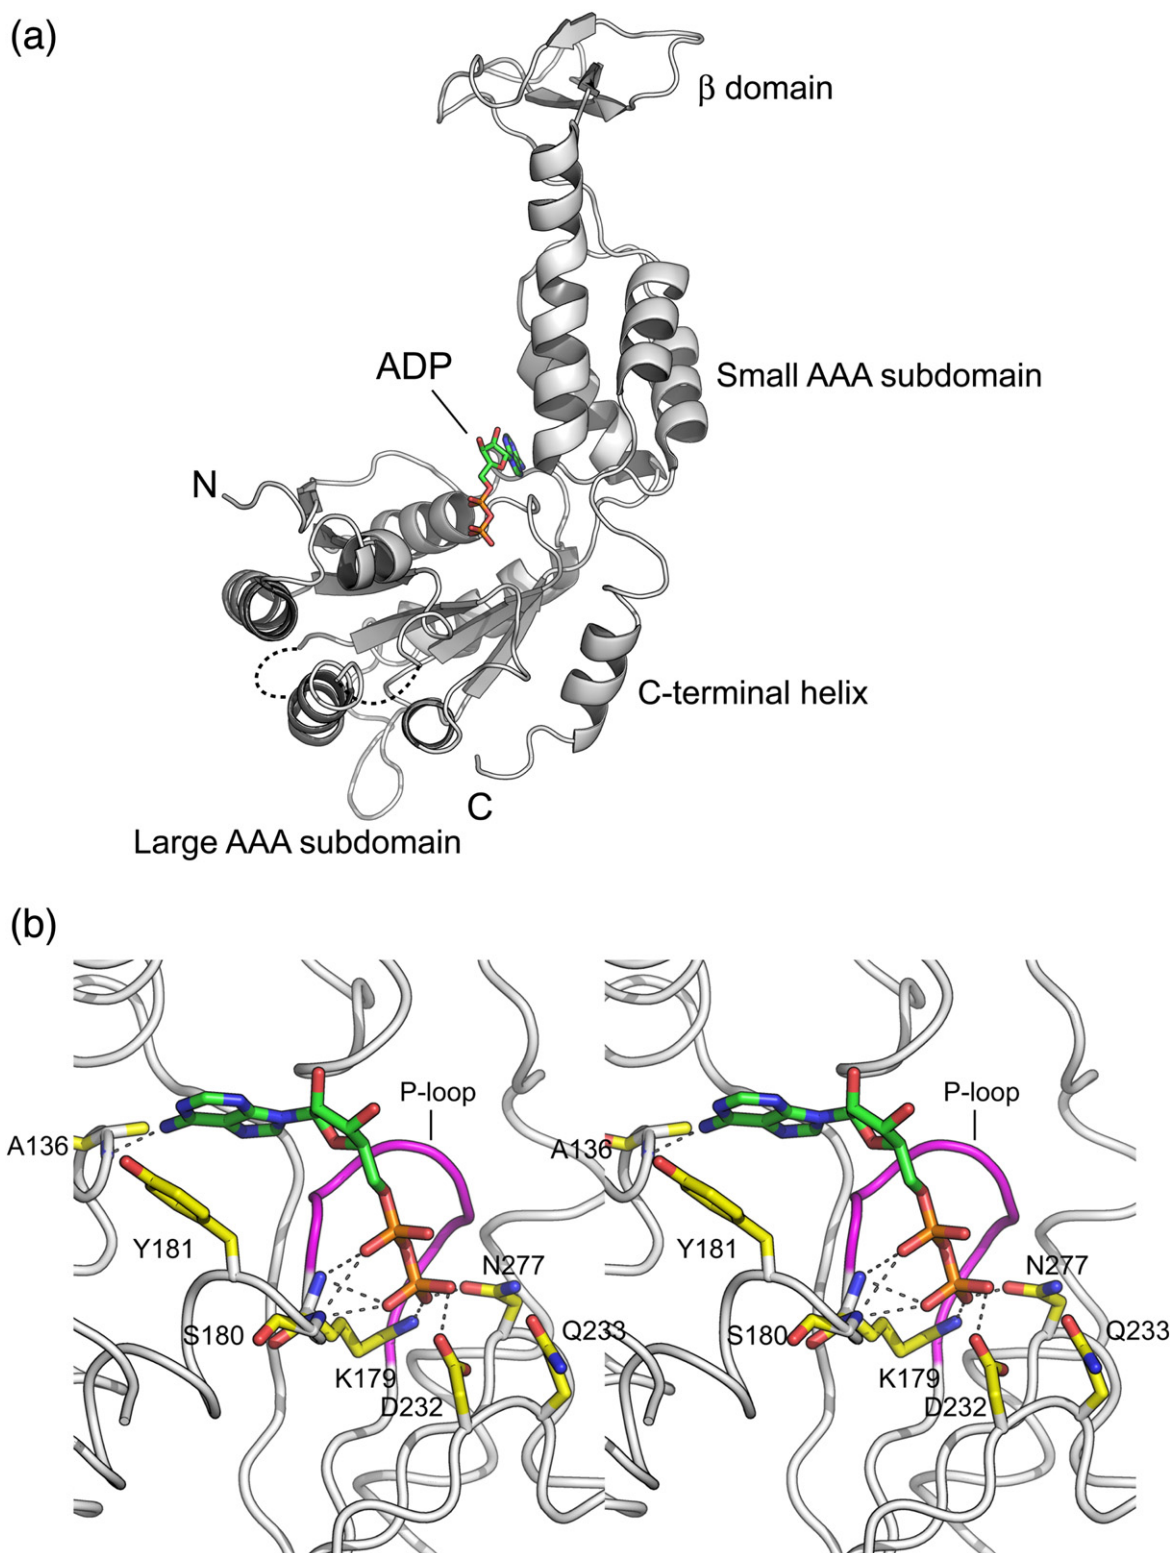 (a)
β domain
ADP
Small AAA subdomain
N
C-terminal helix
C
Large AAA subdomain
(b)
P-loop P-loop
A136 A136
Y181 N277 Y181 N277
S180 Q233 S180 Q233
K179 K179
D232 D232